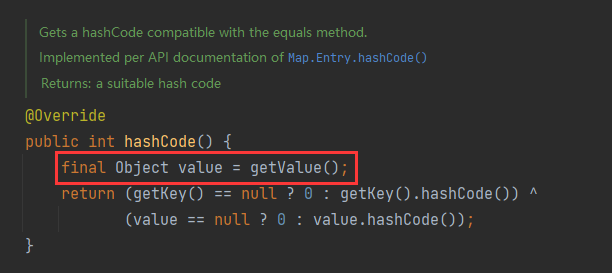 Gets a hashCode compatible with the equals method.
Implemented per API documentation of Map.Entry.hashCode()
Returns: a suitable hash code
@Override
public int hashCode() {
final Object value = getValue();
return (getKey() == null ? 0 : getKey().hashCode()) ^
(value == null ? 0 : value.hashCode());
}